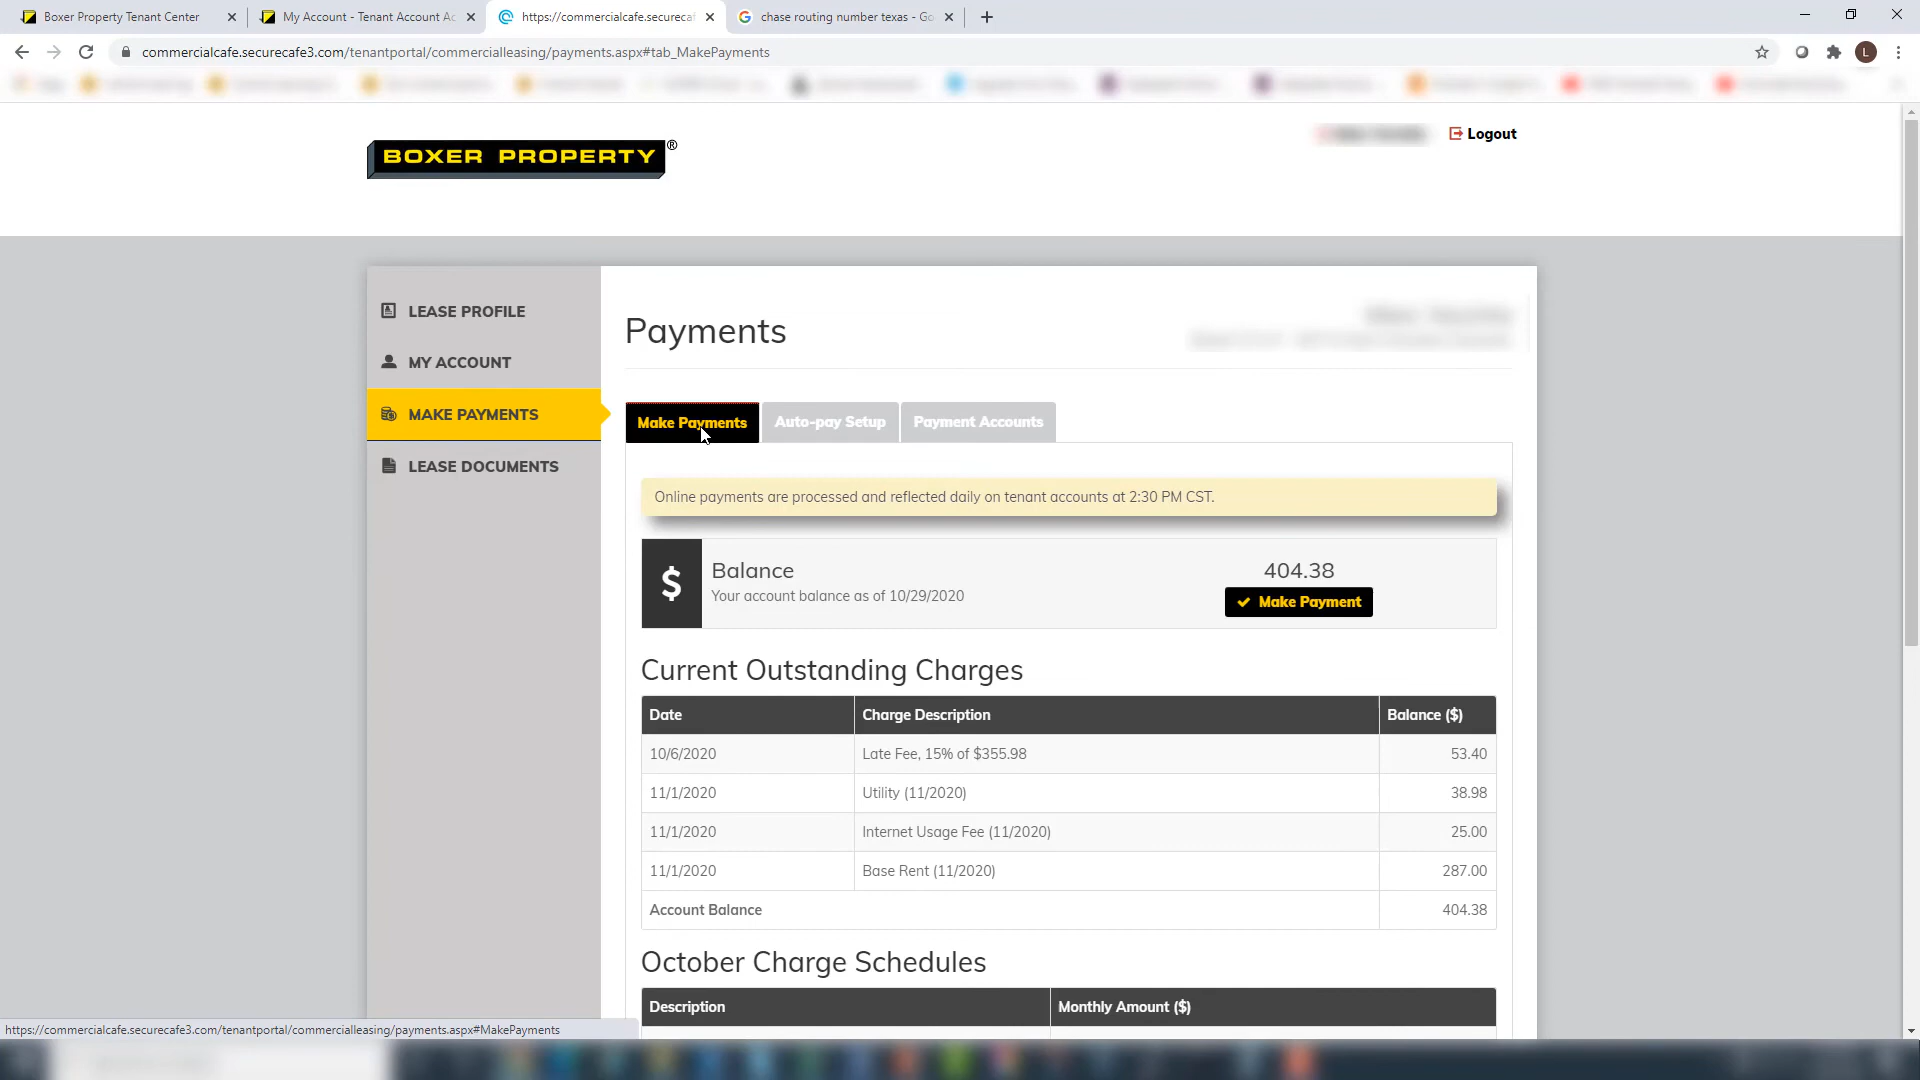 Boxer Property Tenant Center
My Account - Tenant Account Ac
https://commercialcafe.securecaf
chase routing number texas - Go
commercialcafe.securecafe3.com/tenantportal/commercialleasing/payments.aspx#tab_MakePayments
L
BOXER PROPERTY®
Logout
LEASE PROFILE
MY ACCOUNT
MAKE PAYMENTS
LEASE DOCUMENTS
Payments
Make Payments
Auto-pay Setup
Payment Accounts
Online payments are processed and reflected daily on tenant accounts at 2:30 PM CST.
$
Balance
Your account balance as of 10/29/2020
404.38
Make Payment
Current Outstanding Charges
Date Charge Description Balance ($)
10/6/2020 Late Fee, 15% of $355.98 53.40
11/1/2020 Utility (11/2020) 38.98
11/1/2020 Internet Usage Fee (11/2020) 25.00
11/1/2020 Base Rent (11/2020) 287.00
Account Balance 404.38
October Charge Schedules
Description Monthly Amount ($)
https://commercialcafe.securecafe3.com/tenantportal/commercialleasing/payments.aspx#MakePayments